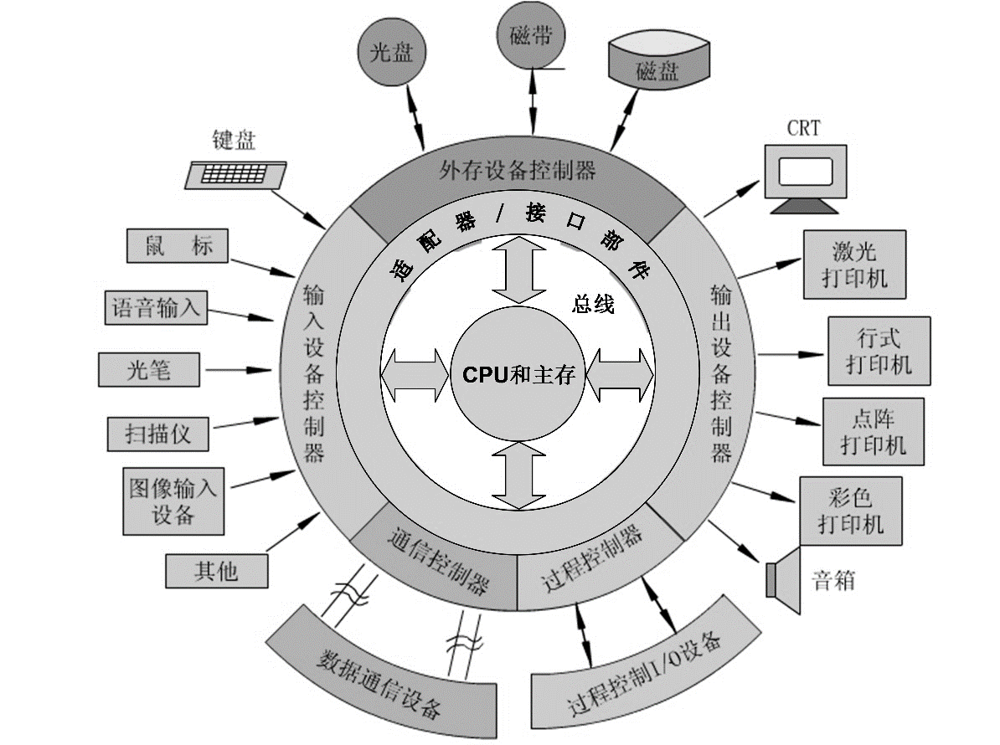 光盘
磁带
磁盘
键盘
CRT
外存设备控制器
适配器/接口部件
鼠 标
语音输入
光笔
扫描仪
图像输入
设备
其他
输入设备控制器
总线
CPU和主存
输出设备控制器
激光
打印机
行式
打印机
点阵
打印机
彩色
打印机
音箱
通信控制器
过程控制器
数据通信设备
过程控制I/O设备